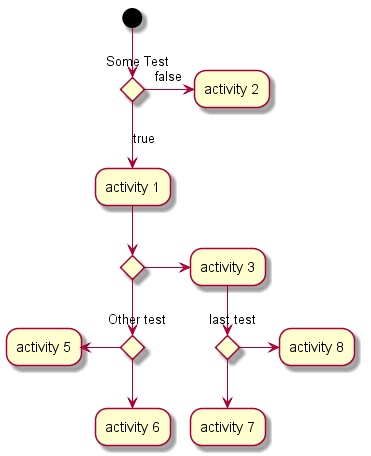 Some Test
false
activity 2
true
activity 1
activity 3
Other test
last test
activity 5
activity 8
activity 6
activity 7